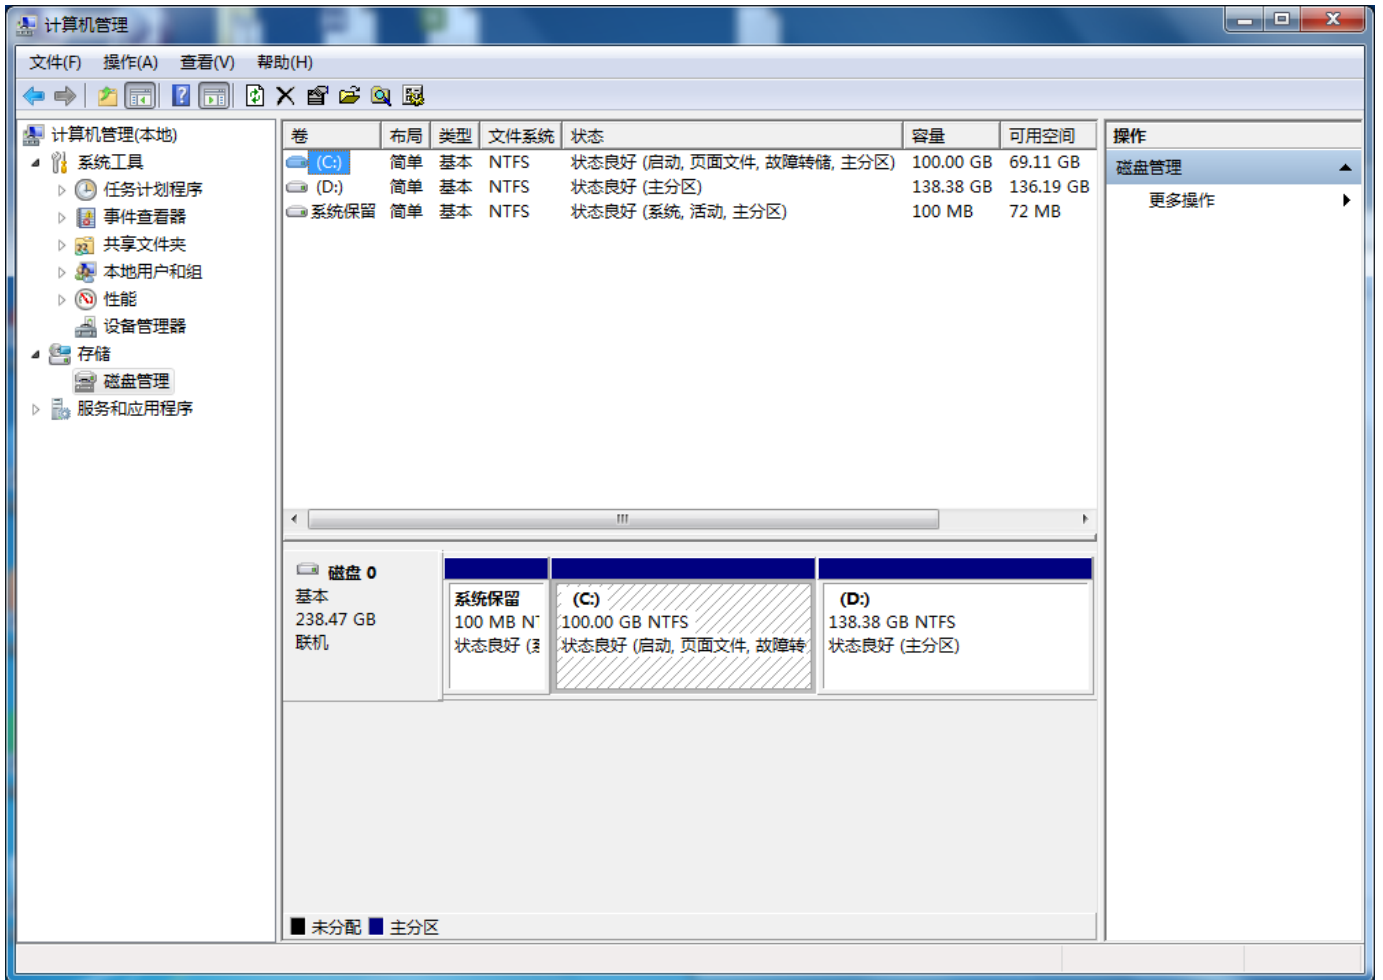 计算机管理
文件(F) 操作(A) 查看(V) 帮助(H)
计算机管理(本地)
系统工具
任务计划程序
事件查看器
共享文件夹
本地用户和组
性能
设备管理器
存储
磁盘管理
服务和应用程序
卷 布局 类型 文件系统 状态 容量 可用空间
(C:) 简单 基本 NTFS 状态良好 (启动, 页面文件, 故障转储, 主分区) 100.00 GB 69.11 GB
(D:) 简单 基本 NTFS 状态良好 (主分区) 138.38 GB 136.19 GB
系统保留 简单 基本 NTFS 状态良好 (系统, 活动, 主分区) 100 MB 72 MB
磁盘 0
基本
238.47 GB
联机
系统保留
100 MB N
状态良好 (
(C:)
100.00 GB NTFS
状态良好 (启动, 页面文件, 故障转
(D:)
138.38 GB NTFS
状态良好 (主分区)
未分配 主分区
操作
磁盘管理
更多操作